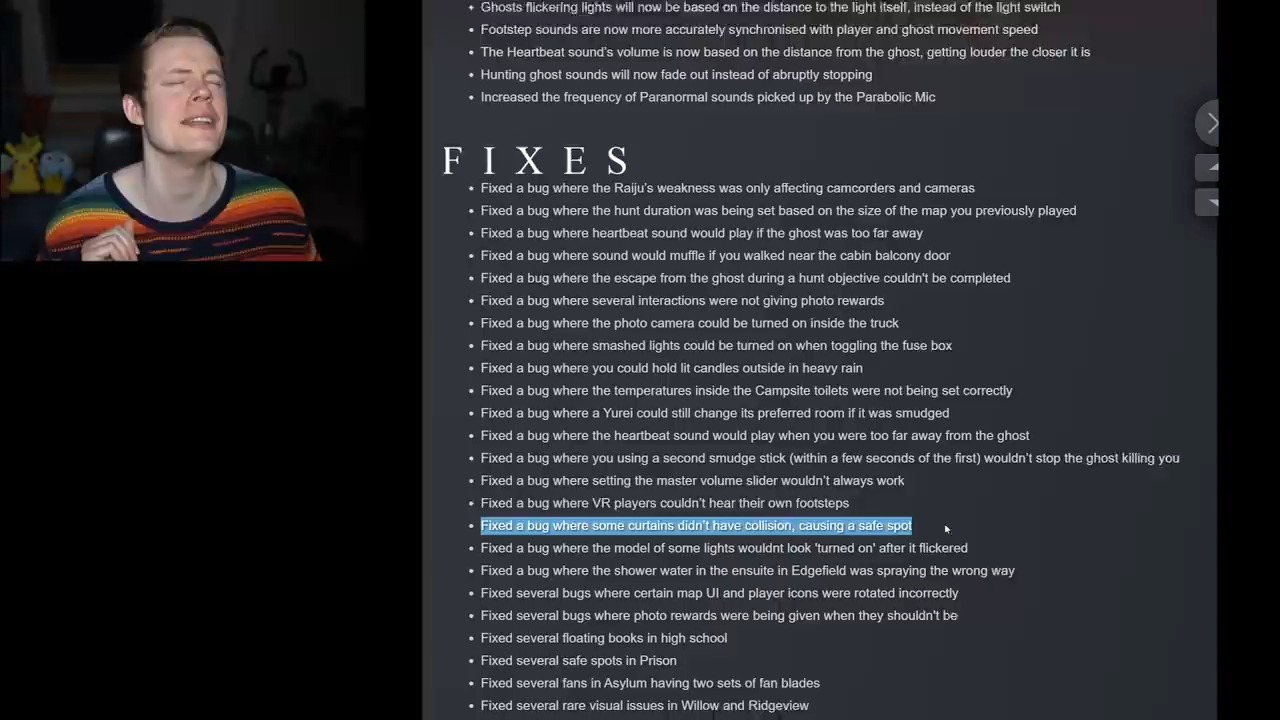 Ghosts flickering lights will now be based on the distance to the light itself, instead of the light switch
Footstep sounds are now more accurately synchronised with player and ghost movement speed
The Heartbeat sound's volume is now based on the distance from the ghost, getting louder the closer it is
Hunting ghost sounds will now fade out instead of abruptly stopping
Increased the frequency of Paranormal sounds picked up by the Parabolic Mic
FIXES
Fixed a bug where the Raiju's weakness was only affecting camcorders and cameras
Fixed a bug where the hunt duration was being set based on the size of the map you previously played
Fixed a bug where heartbeat sound would play if the ghost was too far away
Fixed a bug where sound would muffle if you walked near the cabin balcony door
Fixed a bug where the escape from the ghost during a hunt objective couldn't be completed
Fixed a bug where several interactions were not giving photo rewards
Fixed a bug where the photo camera could be turned on inside the truck
Fixed a bug where smashed lights could be turned on when toggling the fuse box
Fixed a bug where you could hold lit candles outside in heavy rain
Fixed a bug where the temperatures inside the Campsite toilets were not being set correctly
Fixed a bug where a Yurei could still change its preferred room if it was smudged
Fixed a bug where the heartbeat sound would play when you were too far away from the ghost
Fixed a bug where you using a second smudge stick (within a few seconds of the first) wouldn't stop the ghost killing you
Fixed a bug where setting the master volume slider wouldn't always work
Fixed a bug where VR players couldn't hear their own footsteps
Fixed a bug where some curtains didn't have collision, causing a safe spot
Fixed a bug where the model of some lights wouldnt look 'turned on' after it flickered
Fixed a bug where the shower water in the ensuite in Edgefield was spraying the wrong way
Fixed several bugs where certain map UI and player icons were rotated incorrectly
Fixed several bugs where photo rewards were being given when they shouldn't be
Fixed several floating books in high school
Fixed several safe spots in Prison
Fixed several fans in Asylum having two sets of fan blades
Fixed several rare visual issues in Willow and Ridgeview